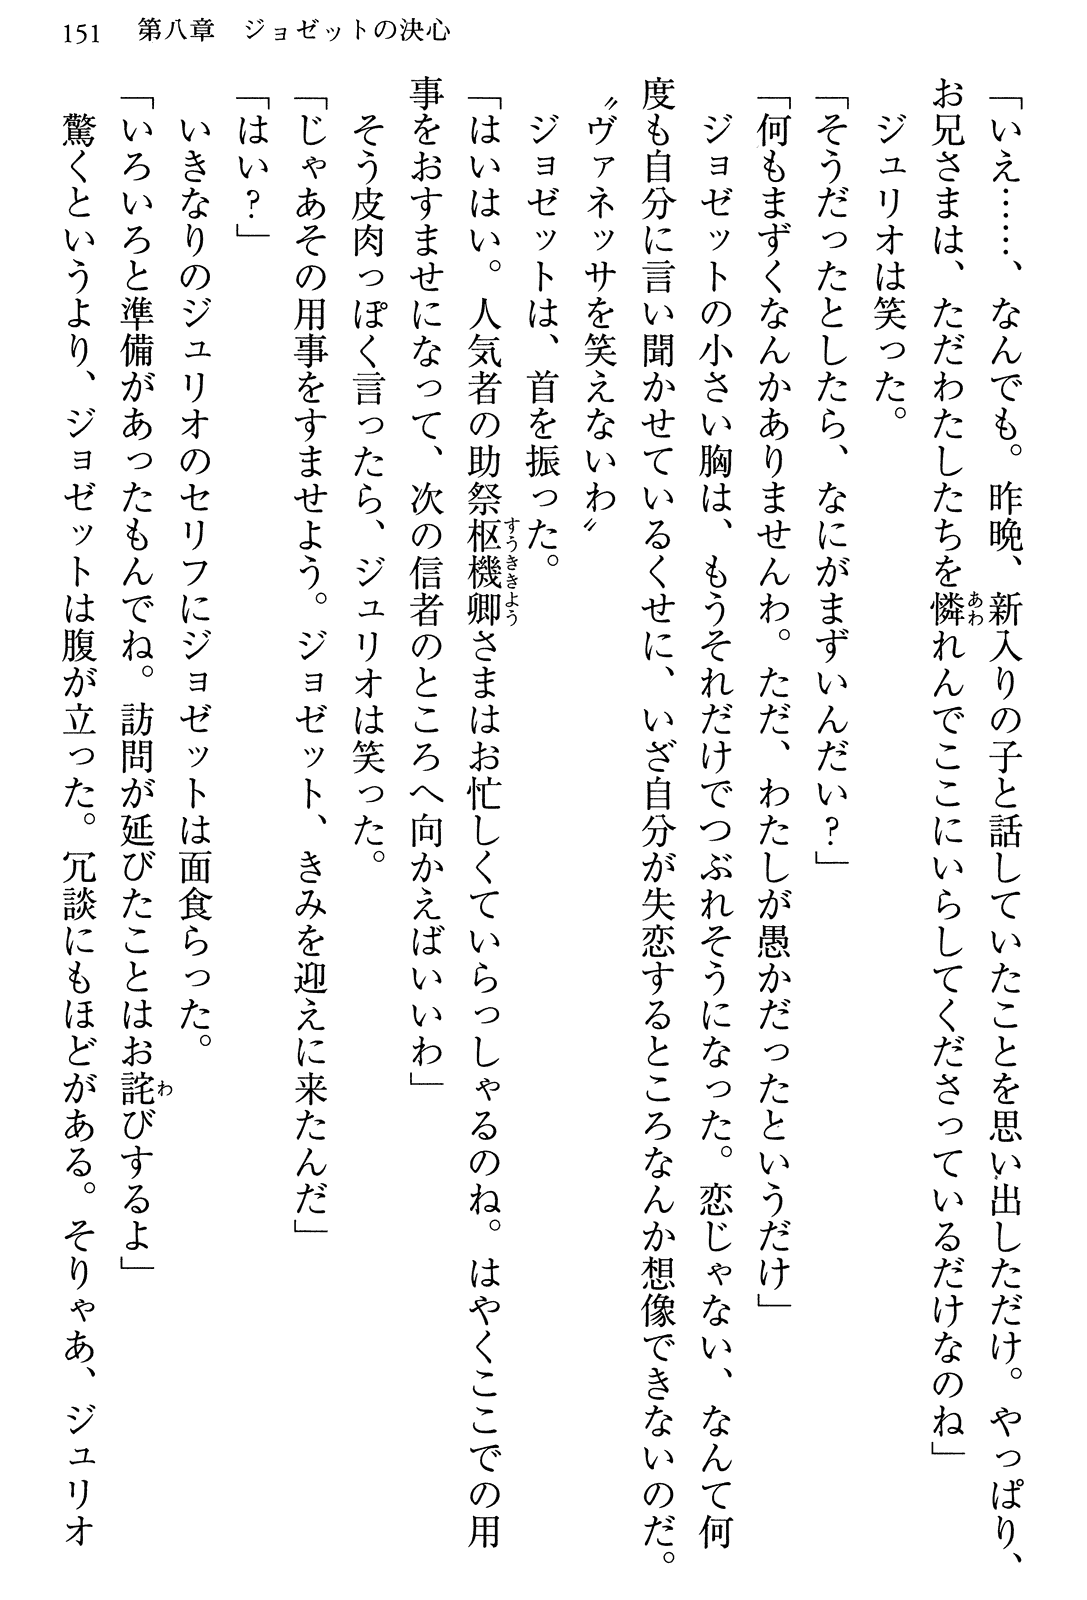 151　第八章　ジョゼットの決心
「いえ……、なんでも。昨晩、新入りの子と話していたことを思い出しただけ。やっぱり、
お兄さまは、ただわたしたちを憐れんでここにいらしてくださっているだけなのね」
ジュリオは笑った。
「そうだったとしたら、なにがまずいんだい？」
「何もまずくなんかありませんわ。ただ、わたしが愚かだったというだけ」
ジョゼットの小さい胸は、もうそれだけでつぶれそうになった。恋じゃない、なんて何
度も自分に言い聞かせているくせに、いざ自分が失恋するところなんか想像できないのだ。
〝ヴァネッサを笑えないわ〟
ジョゼットは、首を振った。
「はいはい。人気者の助祭枢機卿さまはお忙しくていらっしゃるのね。はやくここでの用
事をおすませになって、次の信者のところへ向かえばいいわ」
そう皮肉っぽく言ったら、ジュリオは笑った。
「じゃあその用事をすませよう。ジョゼット、きみを迎えに来たんだ」
「はい？」
いきなりのジュリオのセリフにジョゼットは面食らった。
「いろいろと準備があったもんでね。訪問が延びたことはお詫びするよ」
驚くというより、ジョゼットは腹が立った。冗談にもほどがある。そりゃあ、ジュリオ